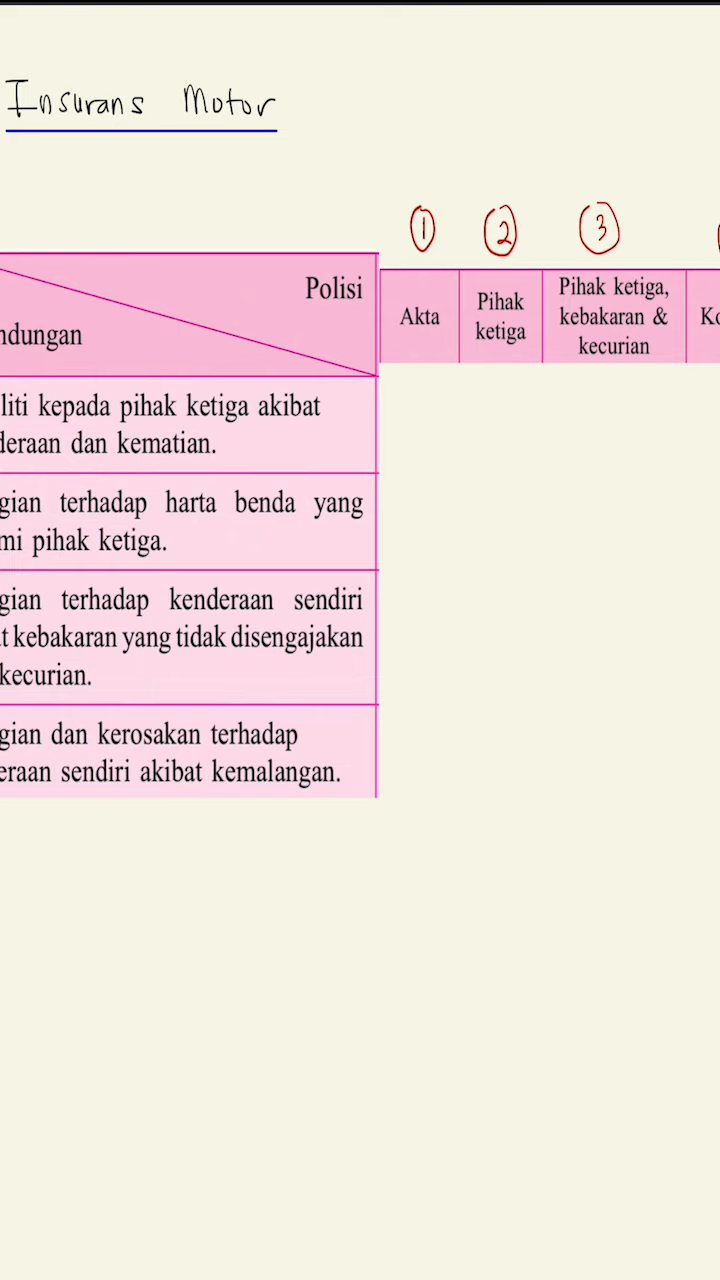 Insurans Motor
1 2 3
Polisi
ndungan
Akta
Pihak
ketiga
Pihak ketiga,
kebakaran &
kecurian
Ko
liti kepada pihak ketiga akibat
deraan dan kematian.
gian terhadap harta benda yang
mi pihak ketiga.
gian terhadap kenderaan sendiri
t kebakaran yang tidak disengajakan
kecurian.
gian dan kerosakan terhadap
eraan sendiri akibat kemalangan.